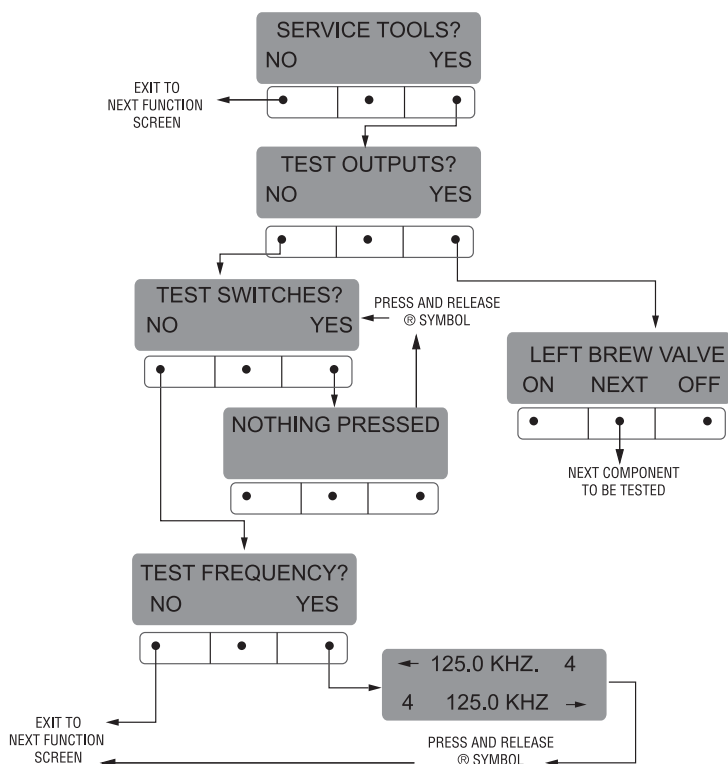 SERVICE TOOLS?
NO YES
EXIT TO
NEXT FUNCTION
SCREEN
TEST OUTPUTS?
NO YES
TEST SWITCHES?
NO YES
PRESS AND RELEASE
® SYMBOL
LEFT BREW VALVE
ON NEXT OFF
NOTHING PRESSED
NEXT COMPONENT
TO BE TESTED
TEST FREQUENCY?
NO YES
← 125.0 KHZ. 4
4 125.0 KHZ →
EXIT TO
NEXT FUNCTION
SCREEN
PRESS AND RELEASE
® SYMBOL